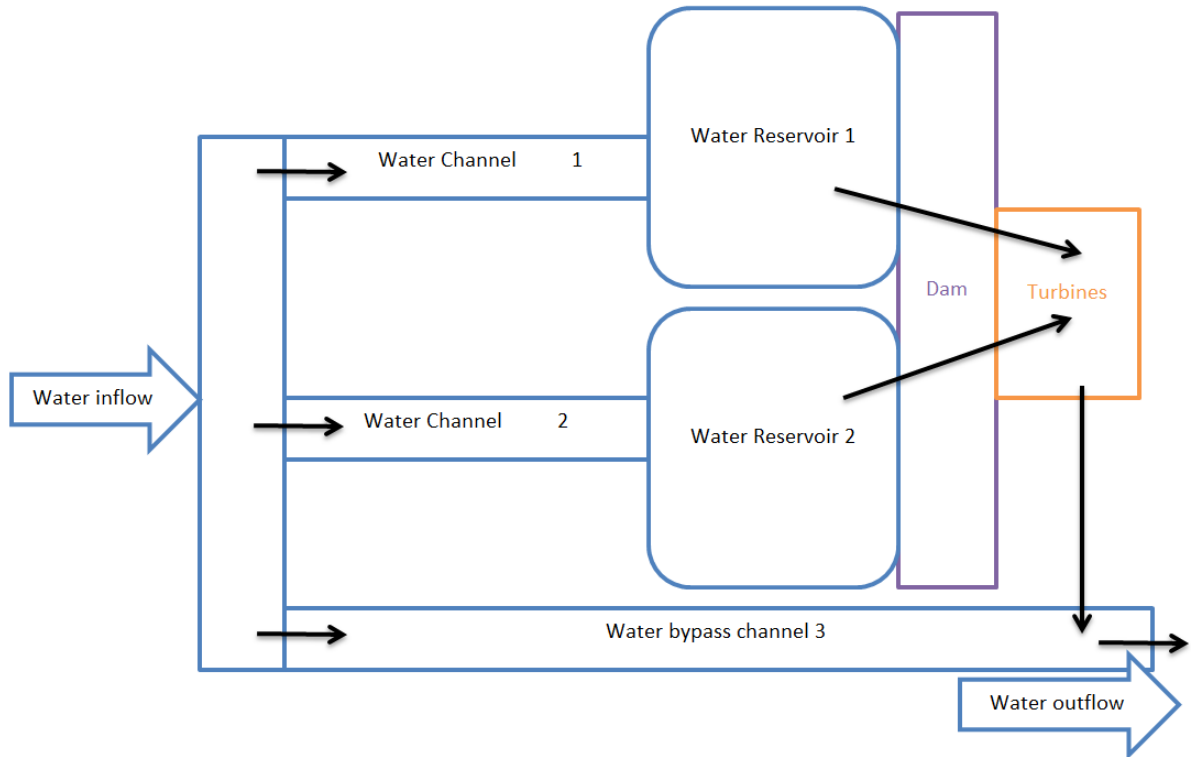 Water Reservoir 1
Water Channel 1
Dam
Turbines
Water inflow
Water Channel 2
Water Reservoir 2
Water bypass channel 3
Water outflow